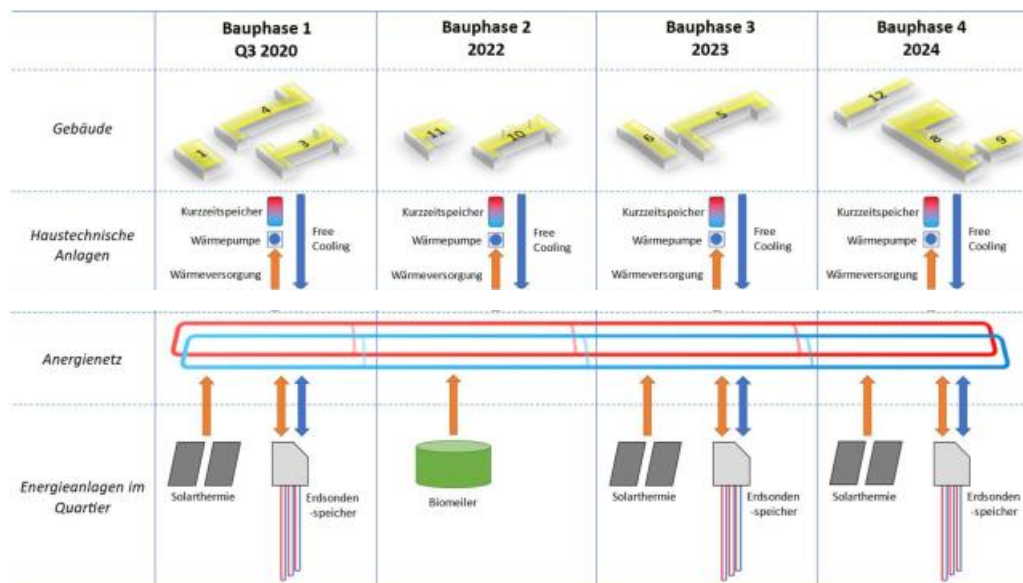 Bauphase 1
Q3 2020
Bauphase 2
2022
Bauphase 3
2023
Bauphase 4
2024
Gebäude
1
4
3
11
10
6
5
12
8
9
Haustechnische
Anlagen
Kurzzeitspeicher
Wärmepumpe
Wärmeversorgung
Free
Cooling
Kurzzeitspeicher
Wärmepumpe
Wärmeversorgung
Free
Cooling
Kurzzeitspeicher
Wärmepumpe
Wärmeversorgung
Free
Cooling
Kurzzeitspeicher
Wärmepumpe
Wärmeversorgung
Free
Cooling
Anergienetz
Energieanlagen im
Quartier
Solarthermie
Erdsonden
-speicher
Biomeiler
Solarthermie
Erdsonden
-speicher
Solarthermie
Erdsonden
-speicher